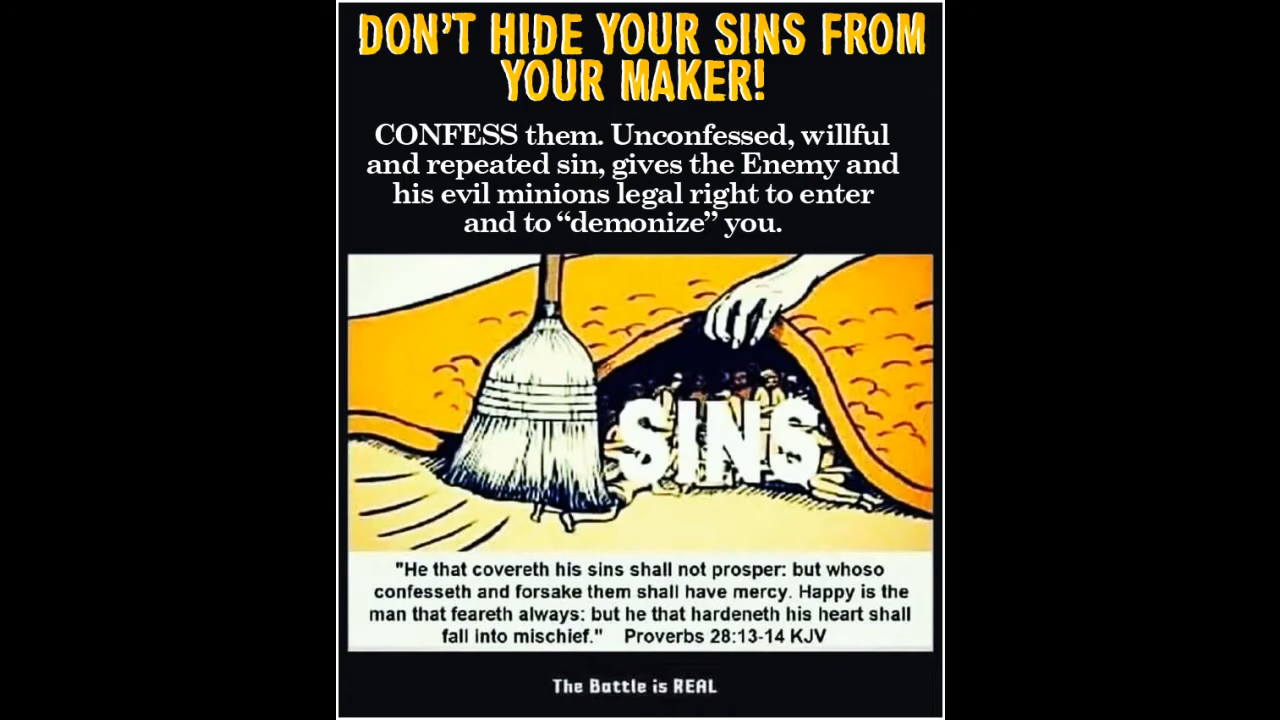 DON'T HIDE YOUR SINS FROM
YOUR MAKER!
CONFESS them. Unconfessed, willful
and repeated sin, gives the Enemy and
his evil minions legal right to enter
and to “demonize” you.
SINS
"He that covereth his sins shall not prosper: but whoso
confesseth and forsake them shall have mercy. Happy is the
man that feareth always: but he that hardeneth his heart shall
fall into mischief." Proverbs 28:13-14 KJV
The Battle is REAL